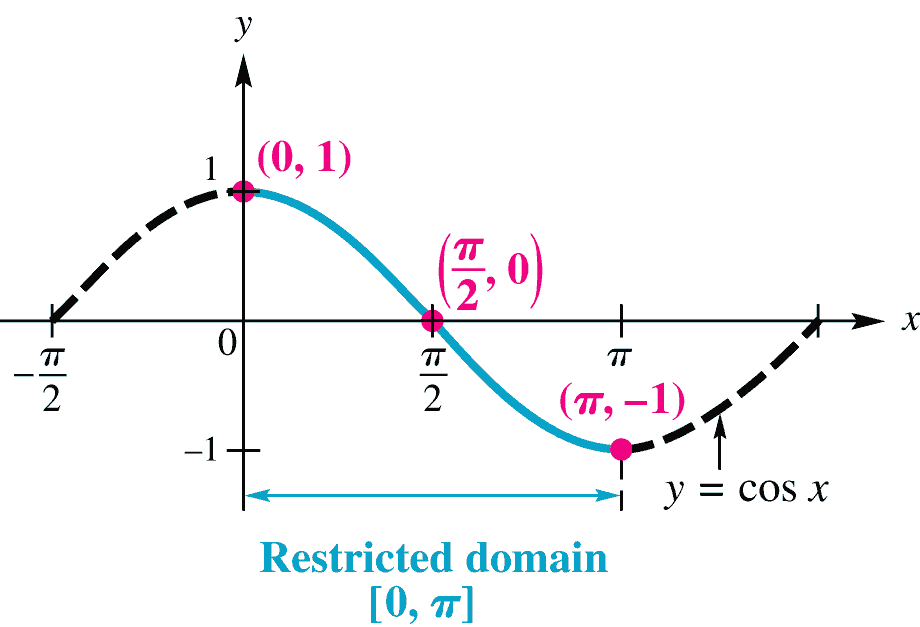 y
1
(0, 1)
(π/2, 0)
0
x
-π/2
π/2
π
(π, –1)
–1
y = cos x
Restricted domain
[0, π]